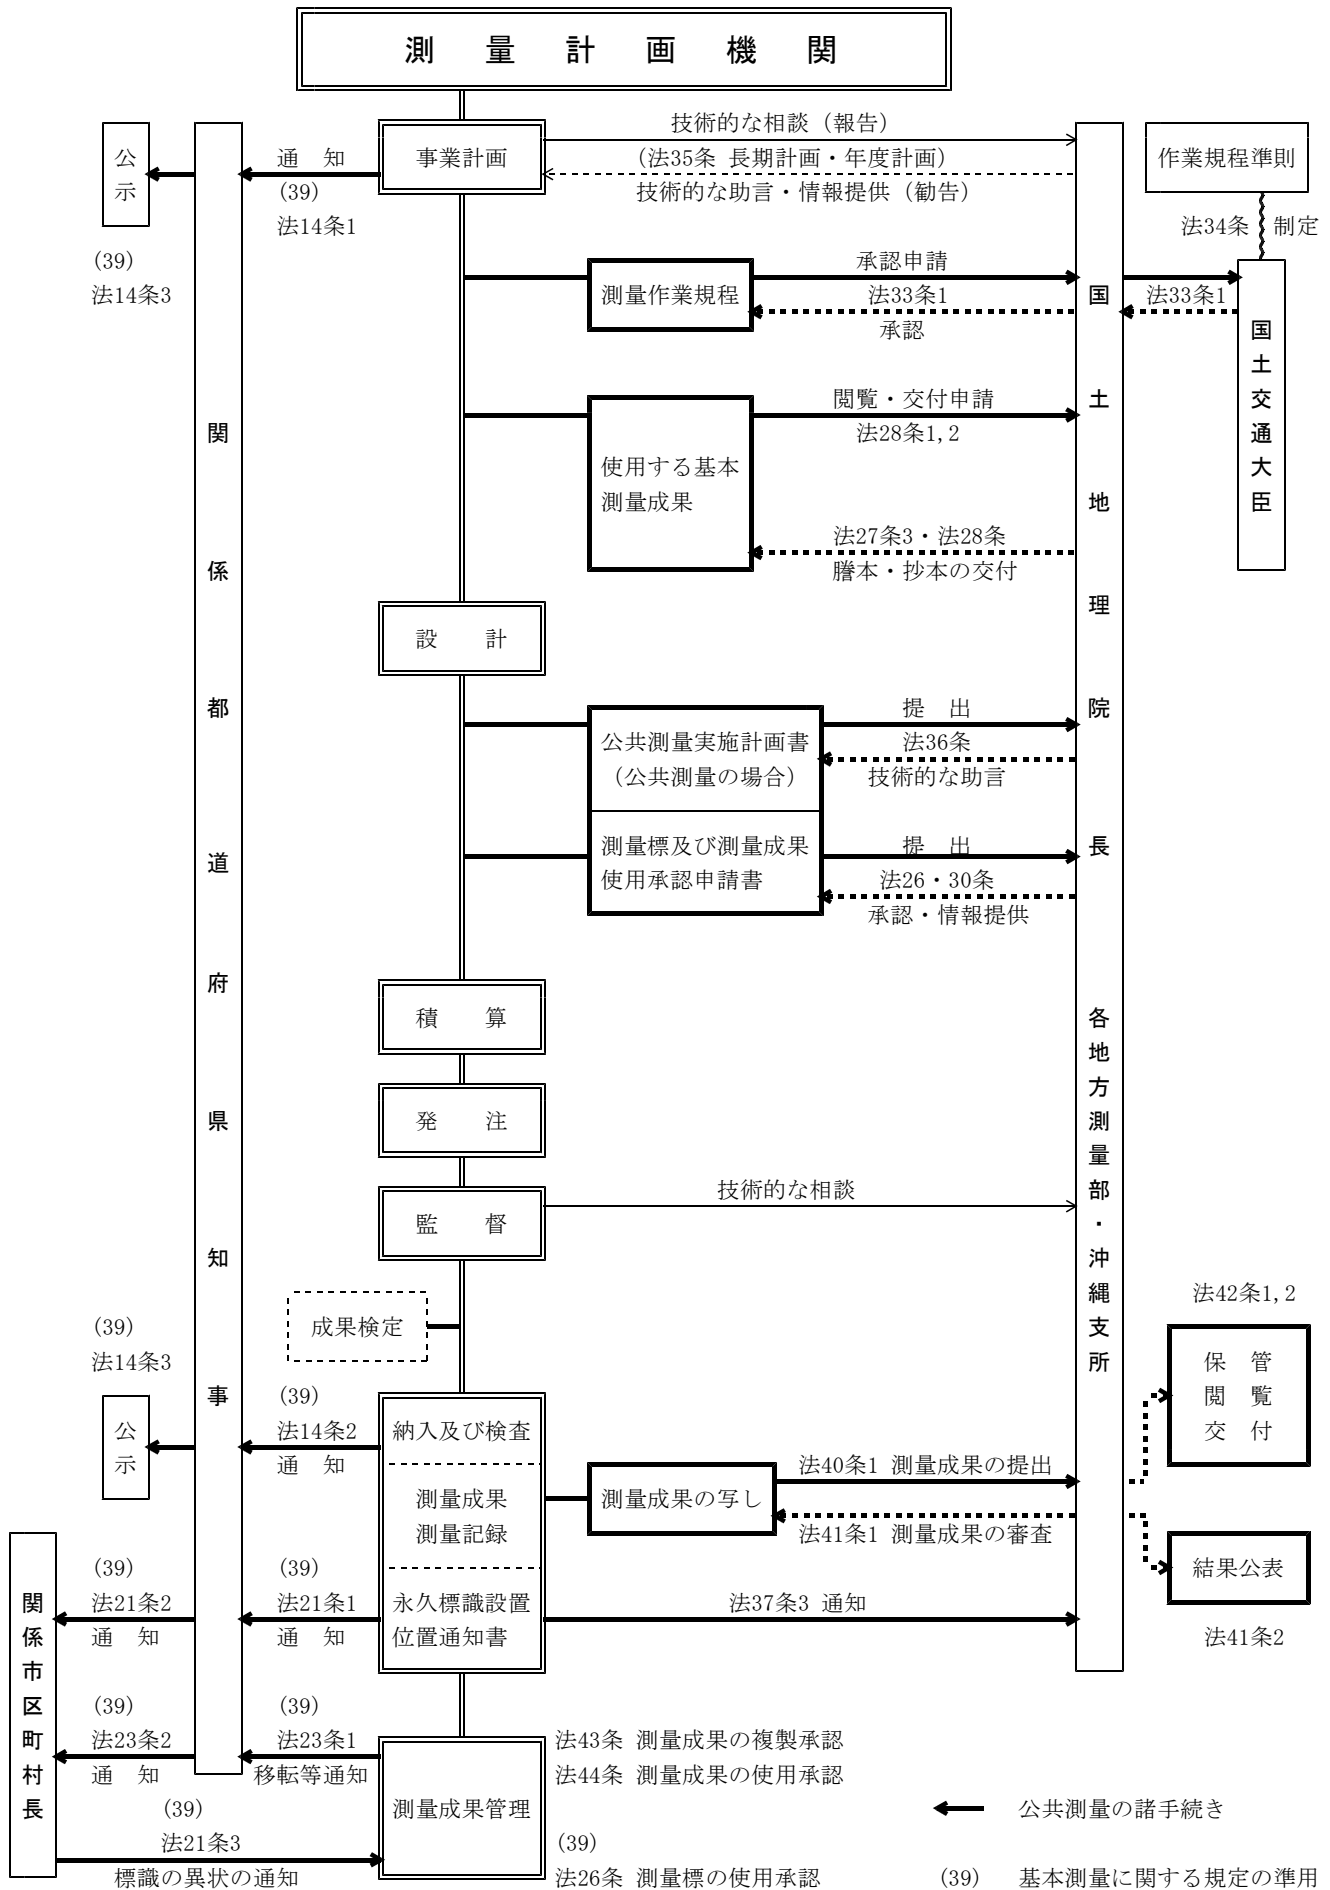 測量計画機関
公示
(39)
法14条3
関係都道府県知事
通 知
(39)
法14条1
事業計画
技術的な相談（報告）
(法35条 長期計画・年度計画)
技術的な助言・情報提供（勧告）
作業規程準則
法34条 制定
測量作業規程
承認申請
法33条1
承認
法33条1
国土交通大臣
国土地理院長
各地方測量部・沖縄支所
使用する基本
測量成果
閲覧・交付申請
法28条1,2
法27条3・法28条
謄本・抄本の交付
設 計
公共測量実施計画書
（公共測量の場合）
提 出
法36条
技術的な助言
測量標及び測量成果
使用承認申請書
提 出
法26・30条
承認・情報提供
積 算
発 注
監 督
技術的な相談
成果検定
(39)
法14条3
公示
(39)
法14条2
通 知
納入及び検査
測量成果
測量記録
永久標識設置
位置通知書
測量成果の写し
法40条1 測量成果の提出
法41条1 測量成果の審査
法37条3 通知
法42条1,2
保 管
閲 覧
交 付
結果公表
法41条2
関係市区町村長
(39)
法21条2
通 知
(39)
法21条1
通 知
(39)
法23条2
通 知
(39)
法23条1
移転等通知
(39)
法21条3
標識の異状の通知
測量成果管理
法43条 測量成果の複製承認
法44条 測量成果の使用承認
(39)
法26条 測量標の使用承認
公共測量の諸手続き
(39) 基本測量に関する規定の準用